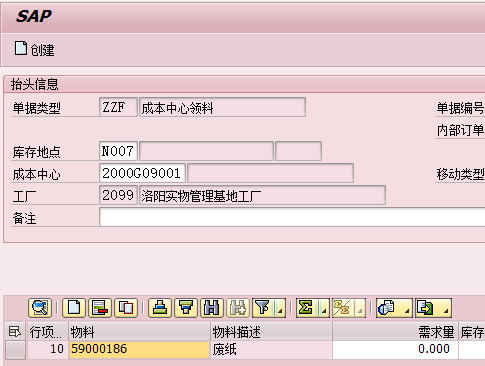 SAP
创建
抬头信息
单据类型 ZZF 成本中心领料 单据编号
内部订单
库存地点 N007
成本中心 2000G09001 移动类型
工厂 2099 洛阳实物管理基地工厂
备注
行项... 物料 物料描述 需求量 库存
10 59000186 废纸 0.000